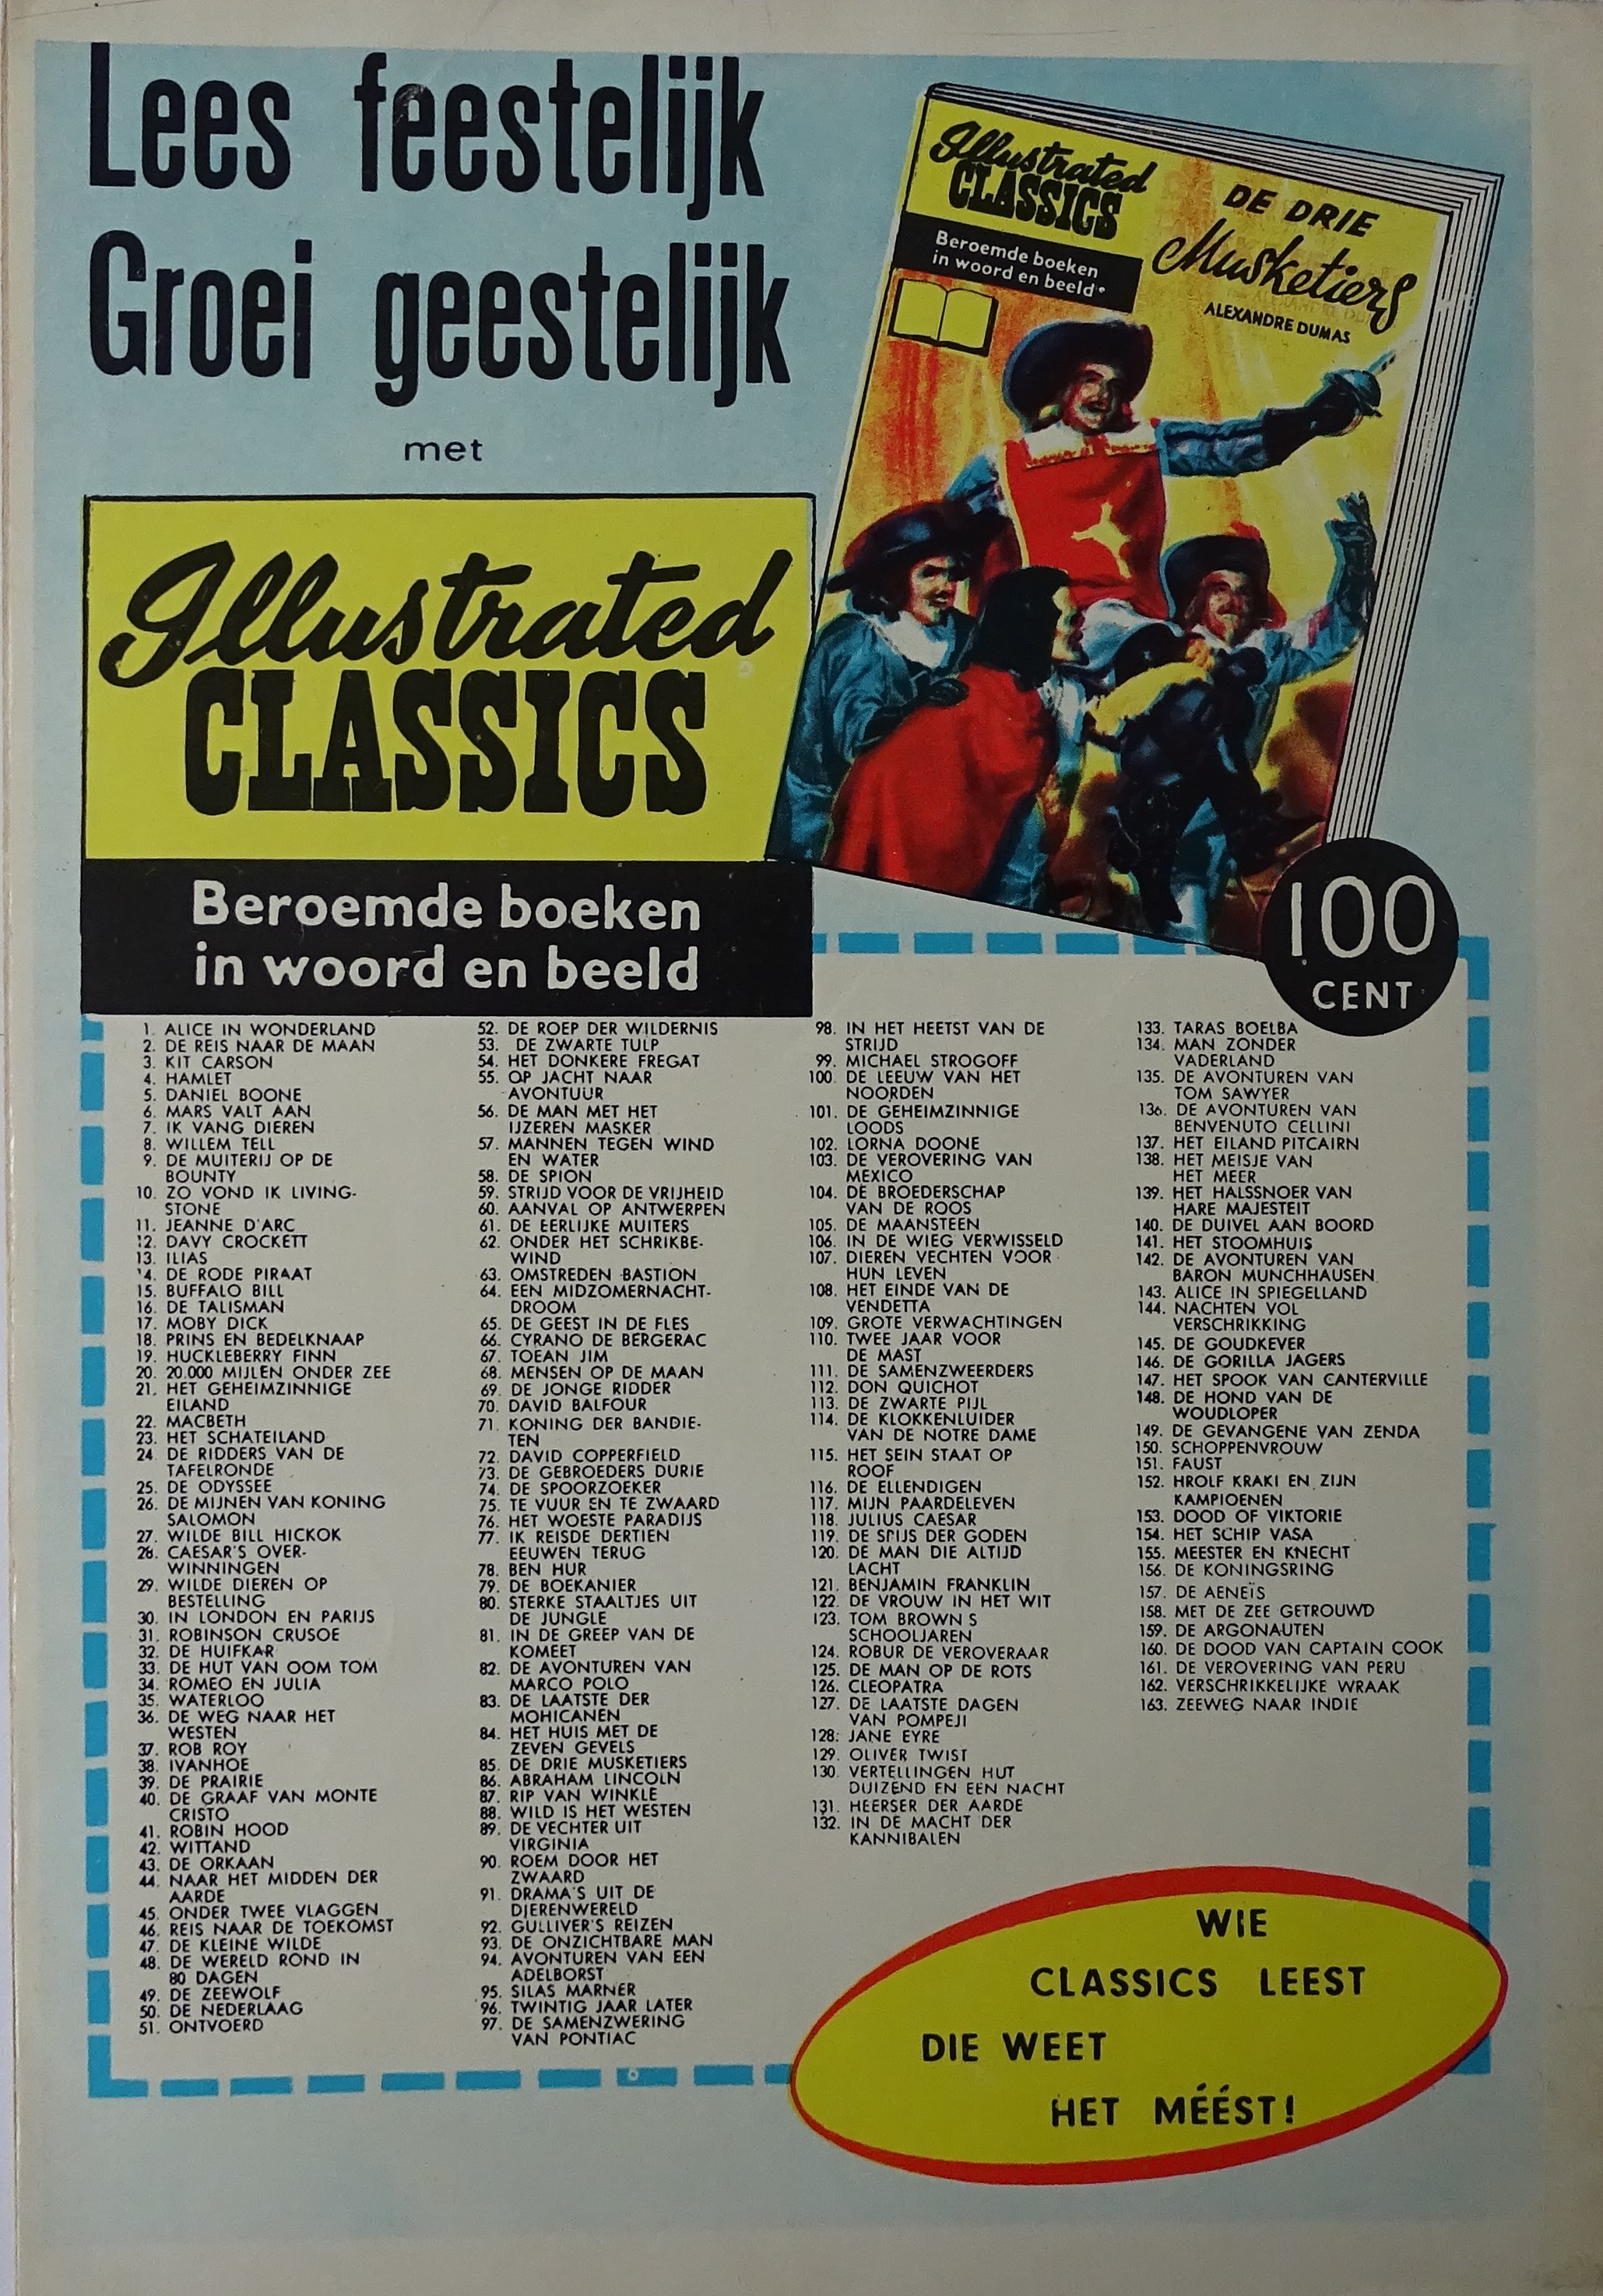 Lees feestelijk
Groei geestelijk
met
Illustrated
CLASSICS
Beroemde boeken
in woord en beeld
Illustrated
CLASSICS
Beroemde boeken
in woord en beeld
DE DRIE
Musketiers
ALEXANDRE DUMAS
100
CENT
1. ALICE IN WONDERLAND
2. DE REIS NAAR DE MAAN
3. KIT CARSON
4. HAMLET
5. DANIEL BOONE
6. MARS VALT AAN
7. IK VANG DIEREN
8. WILLEM TELL
9. DE MUITERIJ OP DE
BOUNTY
10. ZO VOND IK LIVING-
STONE
11. JEANNE D'ARC
12. DAVY CROCKETT
13. ILIAS
14. DE RODE PIRAAT
15. BUFFALO BILL
16. DE TALISMAN
17. MOBY DICK
18. PRINS EN BEDELKNAAP
19. HUCKLEBERRY FINN
20. 20.000 MIJLEN ONDER ZEE
21. HET GEHEIMZINNIGE
EILAND
22. MACBETH
23. HET SCHATEILAND
24. DE RIDDERS VAN DE
TAFELRONDE
25. DE ODYSSEE
26. DE MIJNEN VAN KONING
SALOMON
27. WILDE BILL HICKOK
28. CAESAR'S OVER-
WINNINGEN
29. WILDE DIEREN OP
BESTELLING
30. IN LONDON EN PARIJS
31. ROBINSON CRUSOE
32. DE HUIFKAR
33. DE HUT VAN OOM TOM
34. ROMEO EN JULIA
35. WATERLOO
36. DE WEG NAAR HET
WESTEN
37. ROB ROY
38. IVANHOE
39. DE PRAIRIE
40. DE GRAAF VAN MONTE
CRISTO
41. ROBIN HOOD
42. WITTAND
43. DE ORKAAN
44. NAAR HET MIDDEN DER
AARDE
45. ONDER TWEE VLAGGEN
46. REIS NAAR DE TOEKOMST
47. DE KLEINE WILDE
48. DE WERELD ROND IN
80 DAGEN
49. DE ZEEWOLF
50. DE NEDERLAAG
51. ONTVOERD
52. DE ROEP DER WILDERNIS
53. DE ZWARTE TULP
54. HET DONKERE FREGAT
55. OP JACHT NAAR
AVONTUUR
56. DE MAN MET HET
IJZEREN MASKER
57. MANNEN TEGEN WIND
EN WATER
58. DE SPION
59. STRIJD VOOR DE VRIJHEID
60. AANVAL OP ANTWERPEN
61. DE EERLIJKE MUITERS
62. ONDER HET SCHRIKBE-
WIND
63. OMSTREDEN BASTION
64. EEN MIDZOMERNACHT-
DROOM
65. DE GEEST IN DE FLES
66. CYRANO DE BERGERAC
67. TOEAN JIM
68. MENSEN OP DE MAAN
69. DE JONGE RIDDER
70. DAVID BALFOUR
71. KONING DER BANDIE-
TEN
72. DAVID COPPERFIELD
73. DE GEBROEDERS DURIE
74. DE SPOORZOEKER
75. TE VUUR EN TE ZWAARD
76. HET WOESTE PARADIJS
77. IK REISDE DERTIEN
EEUWEN TERUG
78. BEN HUR
79. DE BOEKANIER
80. STERKE STAALTJES UIT
DE JUNGLE
81. IN DE GREEP VAN DE
KOMEET
82. DE AVONTUREN VAN
MARCO POLO
83. DE LAATSTE DER
MOHICANEN
84. HET HUIS MET DE
ZEVEN GEVELS
85. DE DRIE MUSKETIERS
86. ABRAHAM LINCOLN
87. RIP VAN WINKLE
88. WILD IS HET WESTEN
89. DE VECHTER UIT
VIRGINIA
90. ROEM DOOR HET
ZWAARD
91. DRAMA'S UIT DE
DIERENWERELD
92. GULLIVER'S REIZEN
93. DE ONZICHTBARE MAN
94. AVONTUREN VAN EEN
ADELBORST
95. SILAS MARNER
96. TWINTIG JAAR LATER
97. DE SAMENZWERING
VAN PONTIAC
98. IN HET HEETST VAN DE
STRIJD
99. MICHAEL STROGOFF
100. DE LEEUW VAN HET
NOORDEN
101. DE GEHEIMZINNIGE
LOODS
102. LORNA DOONE
103. DE VEROVERING VAN
MEXICO
104. DE BROEDERSCHAP
VAN DE ROOS
105. DE MAANSTEEN
106. IN DE WIEG VERWISSELD
107. DIEREN VECHTEN VOOR
HUN LEVEN
108. HET EINDE VAN DE
VENDETTA
109. GROTE VERWACHTINGEN
110. TWEE JAAR VOOR
DE MAST
111. DE SAMENZWEERDERS
112. DON QUICHOT
113. DE ZWARTE PIJL
114. DE KLOKKENLUIDER
VAN DE NOTRE DAME
115. HET SEIN STAAT OP
ROOF
116. DE ELLENDIGEN
117. MIJN PAARDELEVEN
118. JULIUS CAESAR
119. DE SPIJS DER GODEN
120. DE MAN DIE ALTIJD
LACHT
121. BENJAMIN FRANKLIN
122. DE VROUW IN HET WIT
123. TOM BROWN S
SCHOOLJAREN
124. ROBUR DE VEROVERAAR
125. DE MAN OP DE ROTS
126. CLEOPATRA
127. DE LAATSTE DAGEN
VAN POMPEJI
128: JANE EYRE
129. OLIVER TWIST
130. VERTELLINGEN HUT
DUIZEND EN EEN NACHT
131. HEERSER DER AARDE
132. IN DE MACHT DER
KANNIBALEN
133. TARAS BOELBA
134. MAN ZONDER
VADERLAND
135. DE AVONTUREN VAN
TOM SAWYER
136. DE AVONTUREN VAN
BENVENUTO CELLINI
137. HET EILAND PITCAIRN
138. HET MEISJE VAN
HET MEER
139. HET HALSSNOER VAN
HARE MAJESTEIT
140. DE DUIVEL AAN BOORD
141. HET STOOMHUIS
142. DE AVONTUREN VAN
BARON MUNCHHAUSEN
143. ALICE IN SPIEGELLAND
144. NACHTEN VOL
VERSCHRIKKING
145. DE GOUDKEVER
146. DE GORILLA JAGERS
147. HET SPOOK VAN CANTERVILLE
148. DE HOND VAN DE
WOUDLOPER
149. DE GEVANGENE VAN ZENDA
150. SCHOPPENVROUW
151. FAUST
152. HROLF KRAKI EN ZIJN
KAMPIOENEN
153. DOOD OF VIKTORIE
154. HET SCHIP VASA
155. MEESTER EN KNECHT
156. DE KONINGSRING
157. DE AENEÏS
158. MET DE ZEE GETROUWD
159. DE ARGONAUTEN
160. DE DOOD VAN CAPTAIN COOK
161. DE VEROVERING VAN PERU
162. VERSCHRIKKELIJKE WRAAK
163. ZEEWEG NAAR INDIE
WIE
CLASSICS LEEST
DIE WEET
HET MÉÉST!